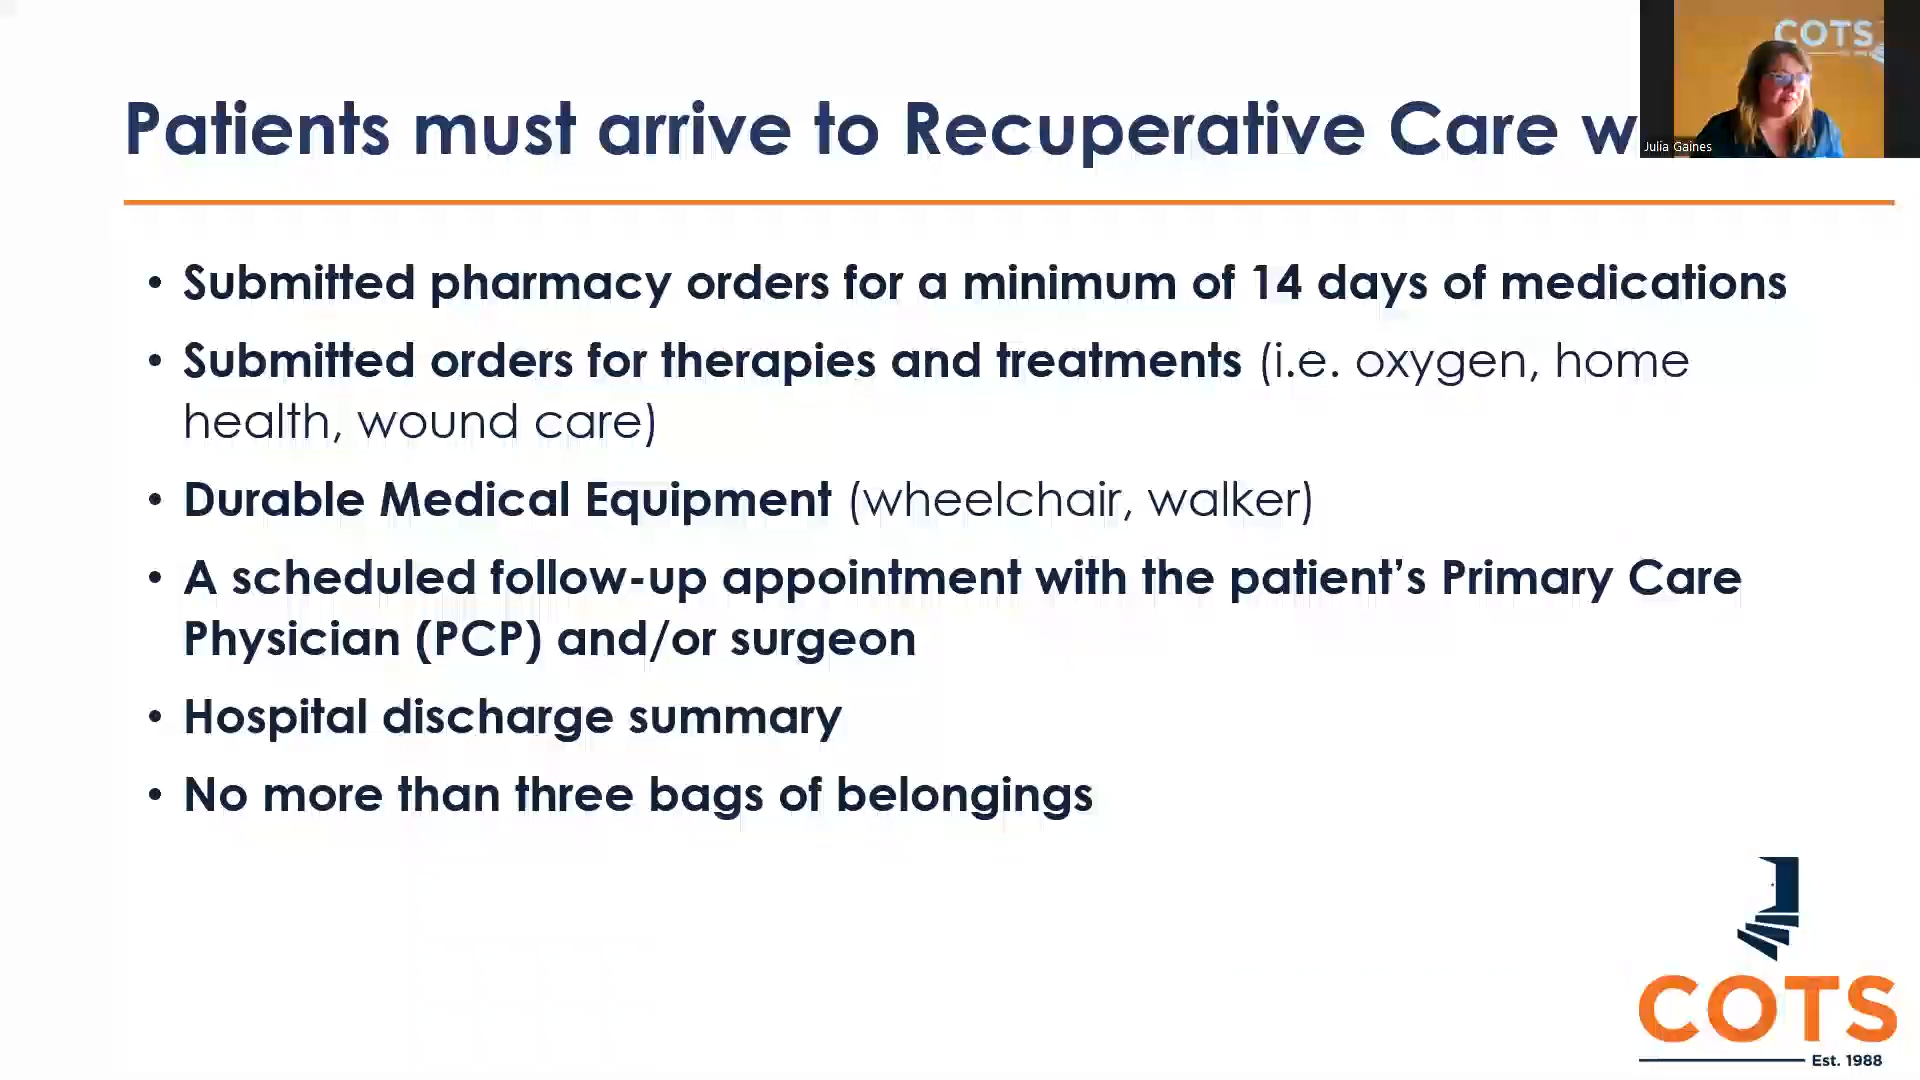 COTS
Patients must arrive to Recuperative Care w
Julia Gaines
• Submitted pharmacy orders for a minimum of 14 days of medications
• Submitted orders for therapies and treatments (i.e. oxygen, home
health, wound care)
• Durable Medical Equipment (wheelchair, walker)
• A scheduled follow-up appointment with the patient’s Primary Care
Physician (PCP) and/or surgeon
• Hospital discharge summary
• No more than three bags of belongings
COTS
Est. 1988